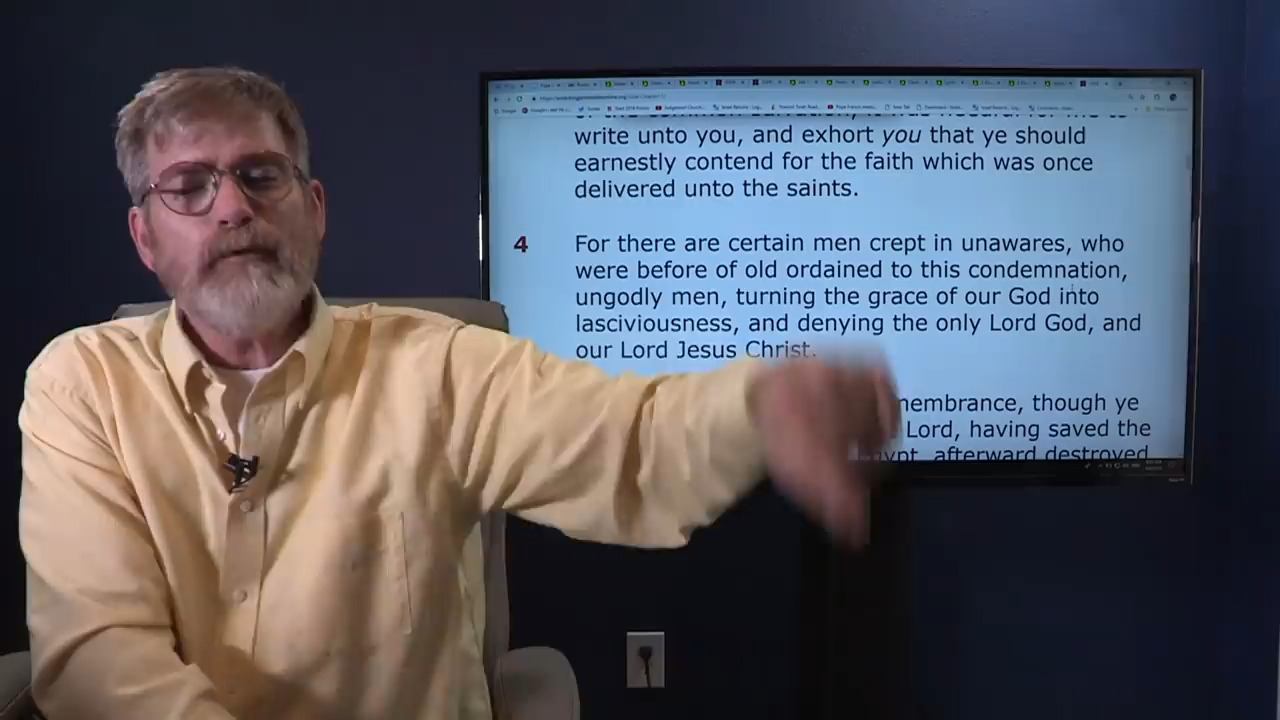 write unto you, and exhort you that ye should
earnestly contend for the faith which was once
delivered unto the saints.
4 For there are certain men crept in unawares, who
were before of old ordained to this condemnation,
ungodly men, turning the grace of our God into
lasciviousness, and denying the only Lord God, and
our Lord Jesus Christ.
membrance, though ye
Lord, having saved the
afterward destroyed